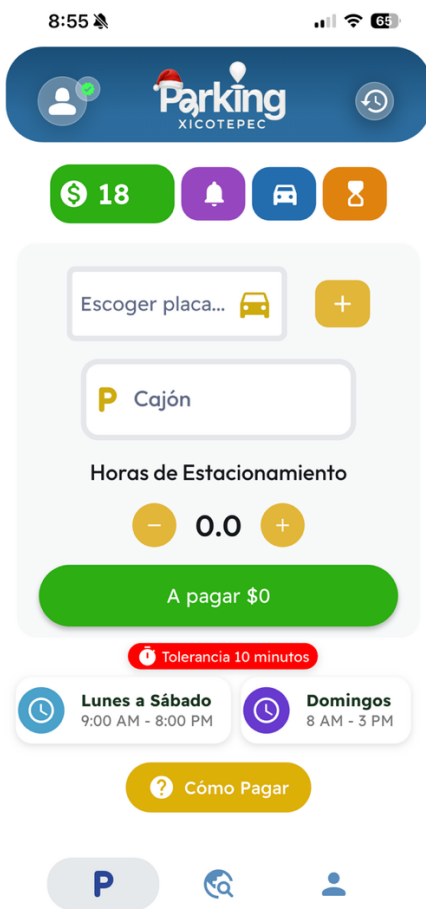 8:55
65
Parking
XICOTEPEC
18
Escoger placa...
+
P Cajón
Horas de Estacionamiento
- 0.0 +
A pagar $0
Tolerancia 10 minutos
Lunes a Sábado
9:00 AM - 8:00 PM
Domingos
8 AM - 3 PM
? Cómo Pagar
P